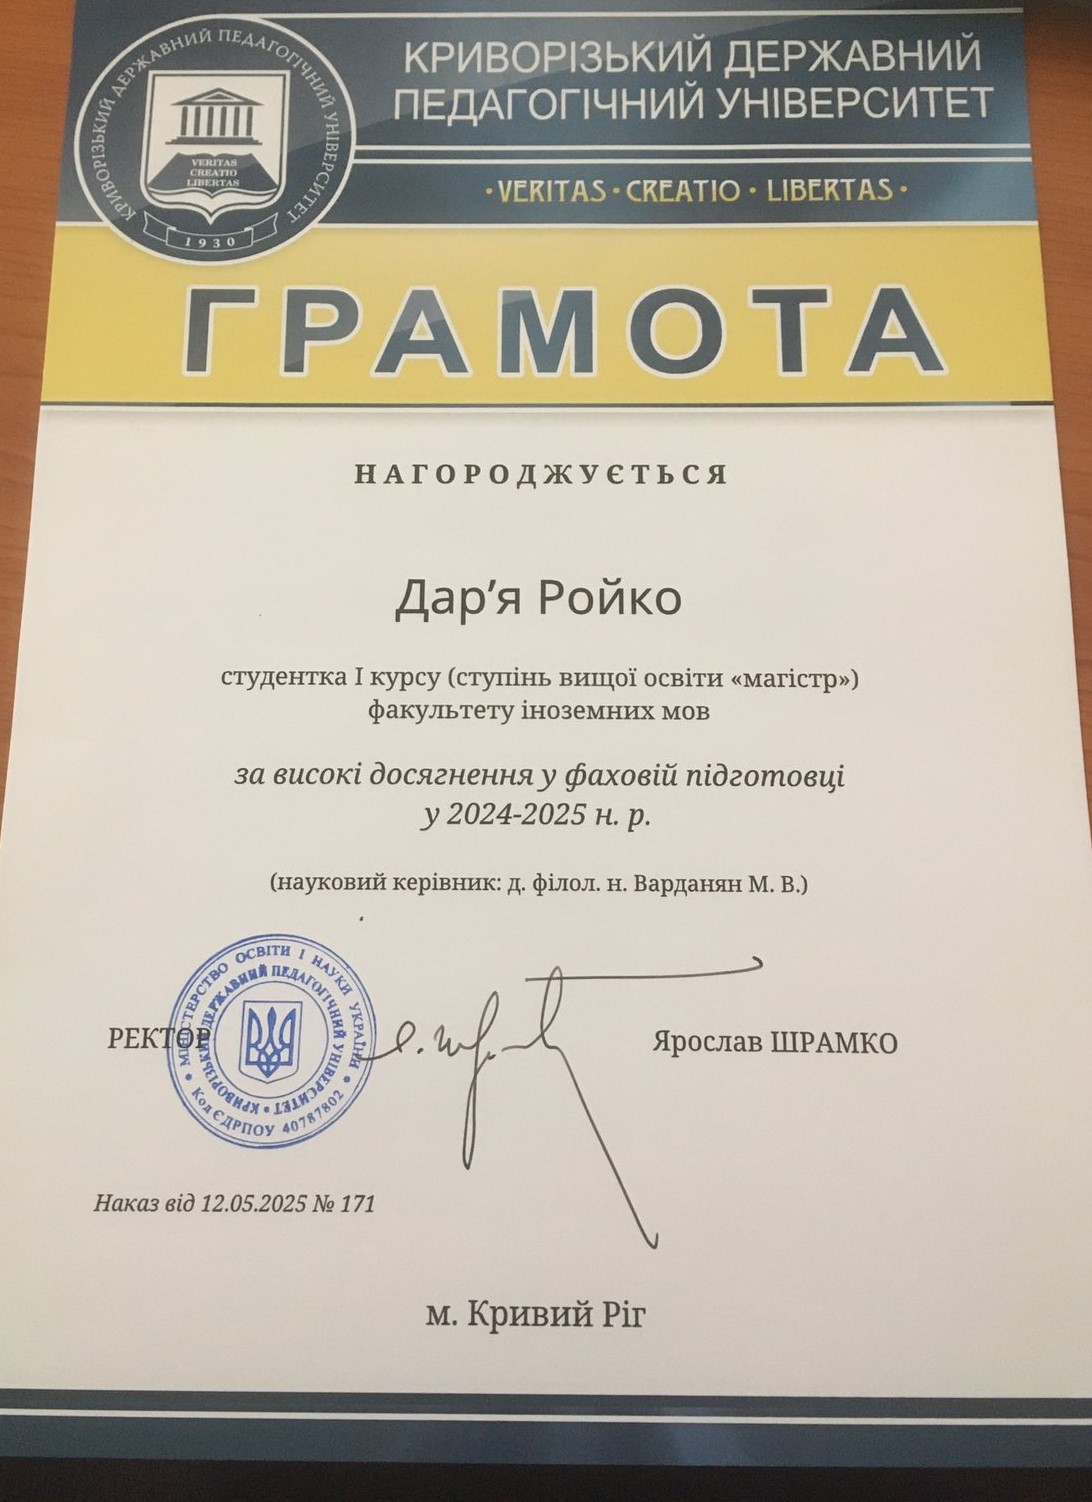 КРИВОРІЗЬКИЙ ДЕРЖАВНИЙ ПЕДАГОГІЧНИЙ УНІВЕРСИТЕТ
VERITAS
CREATIO
LIBERTAS
1930
КРИВОРІЗЬКИЙ ДЕРЖАВНИЙ
ПЕДАГОГІЧНИЙ УНІВЕРСИТЕТ
·VERITAS·CREATIO·LIBERTAS·
ГРАМОТА
НАГОРОДЖУЄТЬСЯ
Дар’я Ройко
студентка І курсу (ступінь вищої освіти «магістр»)
факультету іноземних мов
за високі досягнення у фаховій підготовці
у 2024-2025 н. р.
(науковий керівник: д. філол. н. Варданян М. В.)
РЕКТОР
МІНІСТЕРСТВО ОСВІТИ І НАУКИ УКРАЇНИ
КРИВОРІЗЬКИЙ ДЕРЖАВНИЙ ПЕДАГОГІЧНИЙ УНІВЕРСИТЕТ
Код ЄДРПОУ 40787802
Ярослав ШРАМКО
Наказ від 12.05.2025 № 171
м. Кривий Ріг